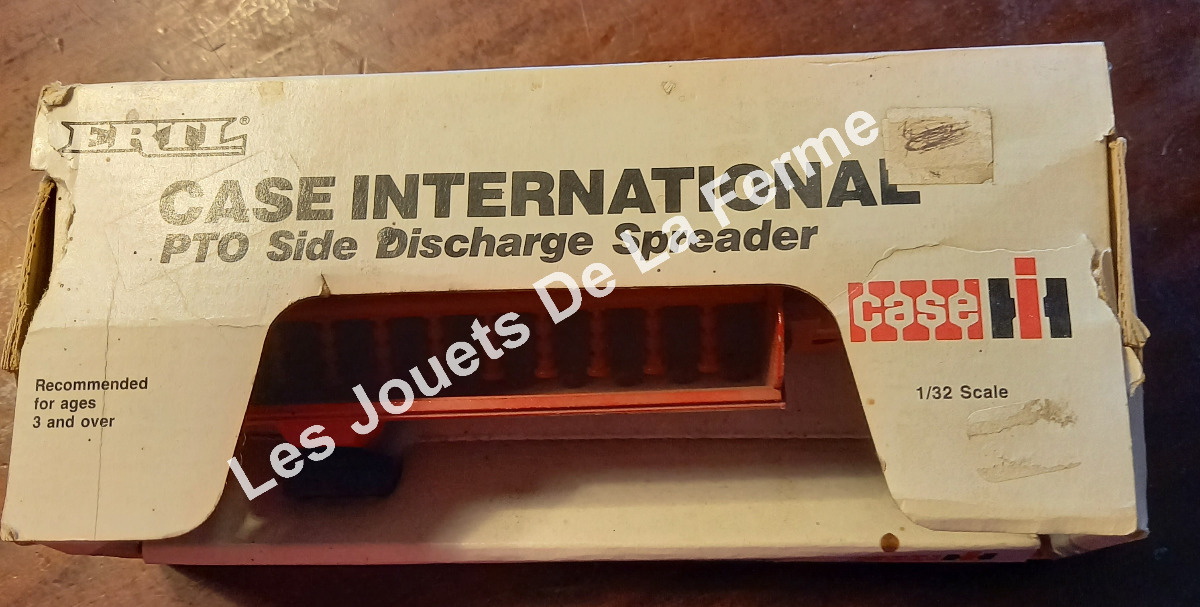 ERTL®
CASE INTERNATIONAL
PTO Side Discharge Spreader
case IH
Recommended
for ages
3 and over
1/32 Scale
Les Jouets De La Ferme